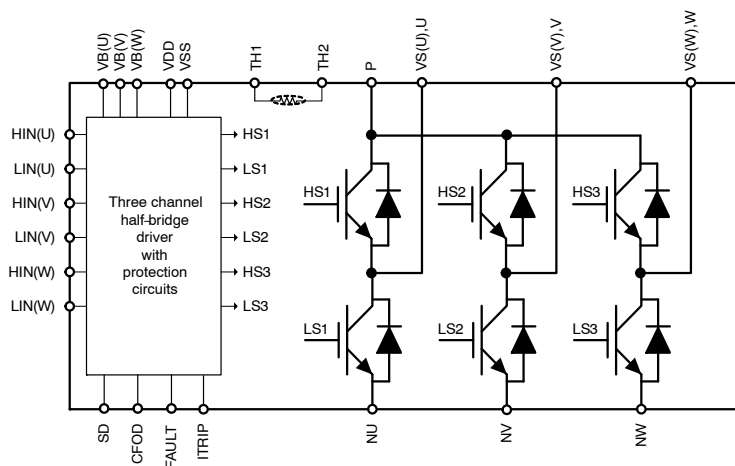 VB(U)
VB(V)
VB(W)
VDD
VSS
TH1
TH2
P
VS(U),U
VS(V),V
VS(W),W
HIN(U)
LIN(U)
HIN(V)
LIN(V)
HIN(W)
LIN(W)
Three channel
half-bridge
driver
with
protection
circuits
HS1
LS1
HS2
LS2
HS3
LS3
HS1
HS2
HS3
LS1
LS2
LS3
SD
CFOD
FAULT
ITRIP
NU
NV
NW